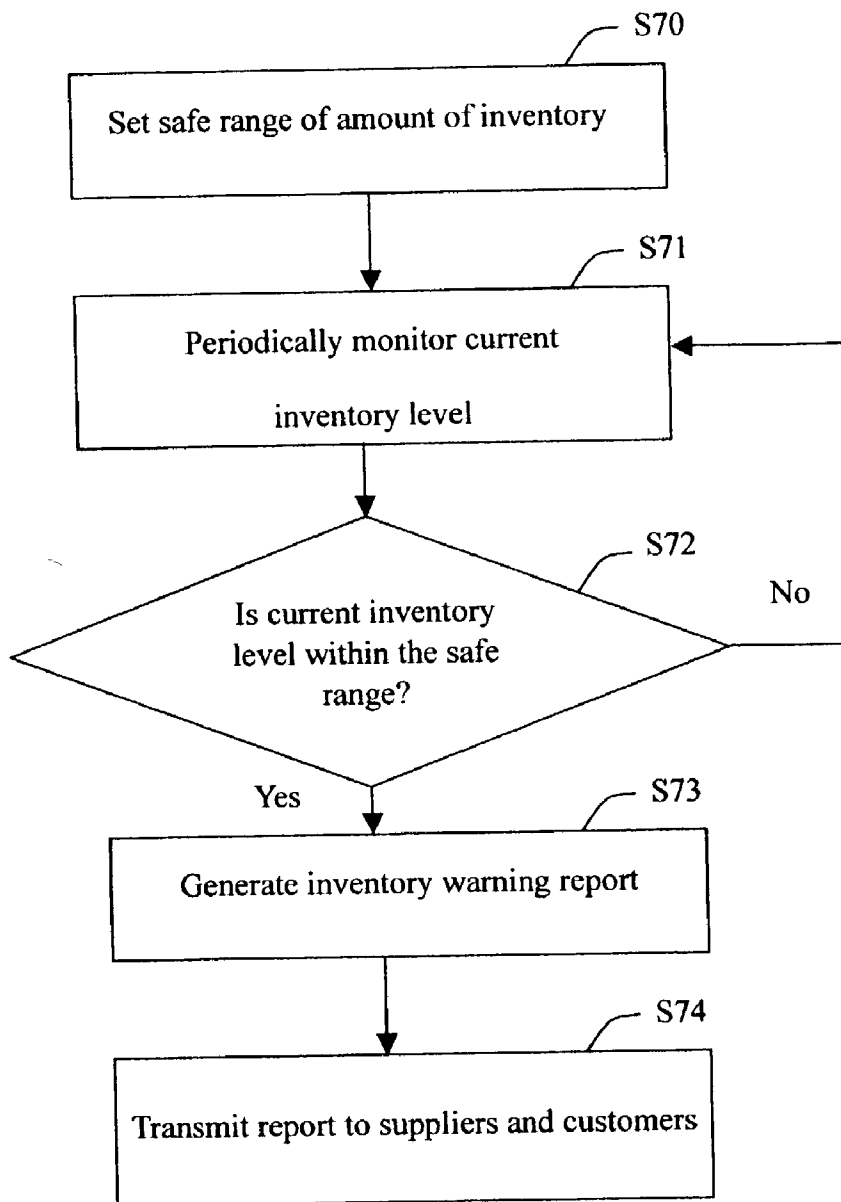 S70
Set safe range of amount of inventory
S71
Periodically monitor current
inventory level
S72
Is current inventory
level within the safe
range?
No
Yes
S73
Generate inventory warning report
S74
Transmit report to suppliers and customers